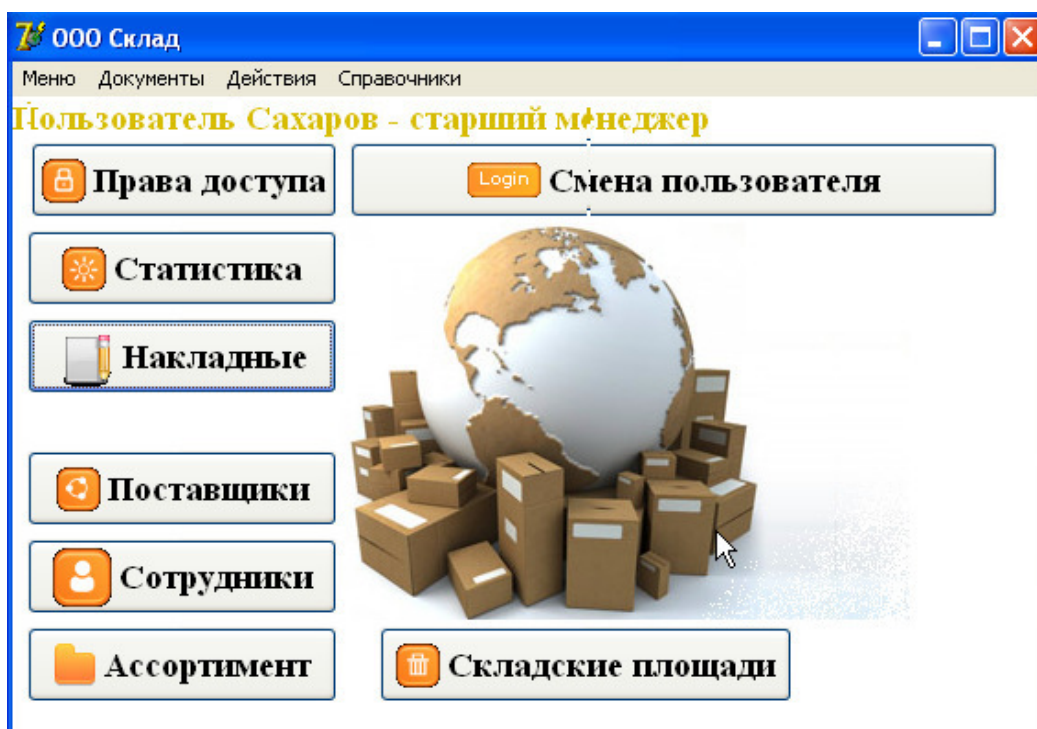 ООО Склад
Меню Документы Действия Справочники
Пользователь Сахаров - старший менеджер
Права доступа
Login Смена пользователя
Статистика
Накладные
Поставщики
Сотрудники
Ассортимент
Складские площади